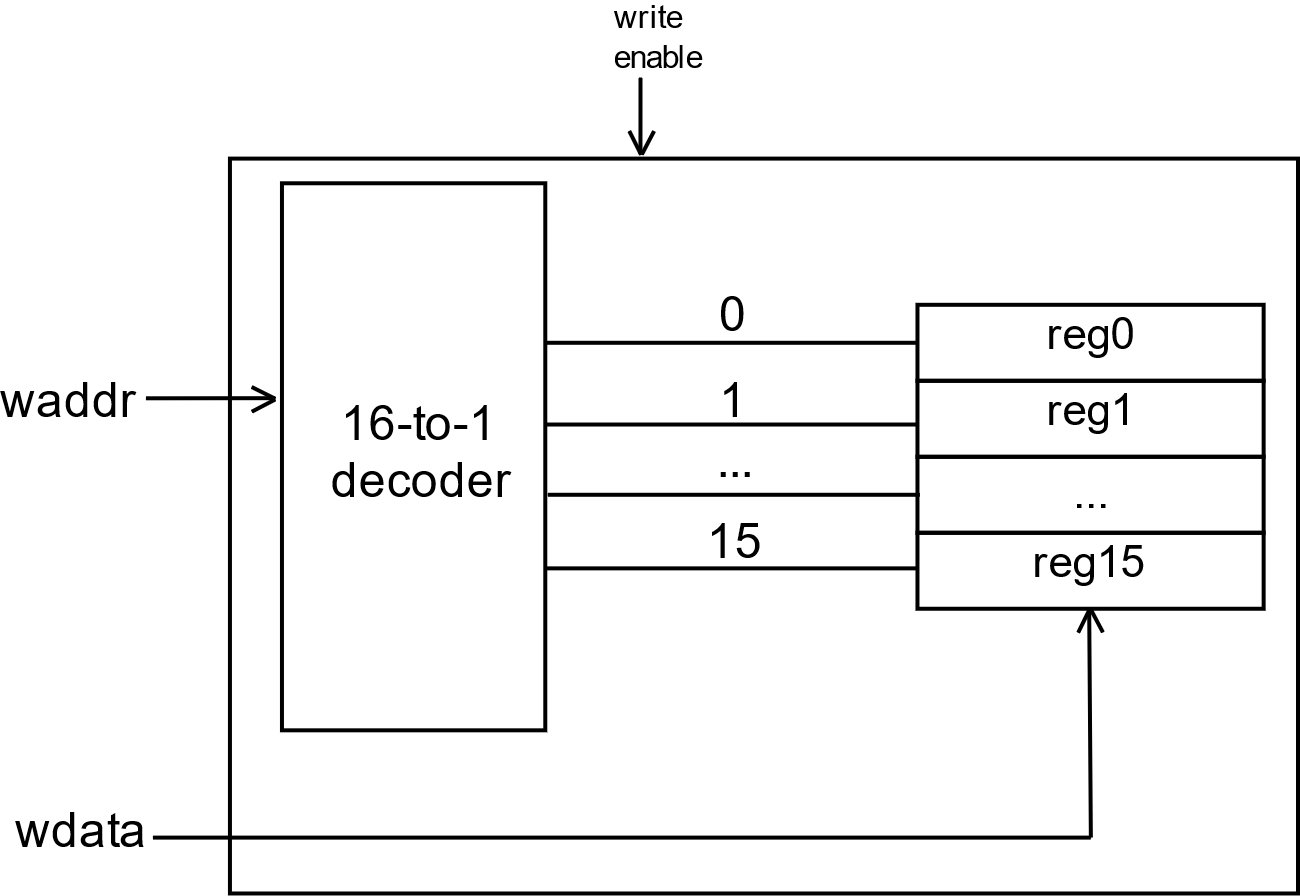 write
enable
0
reg0
1
reg1
waddr
16-to-1
decoder
...
...
15
reg15
wdata